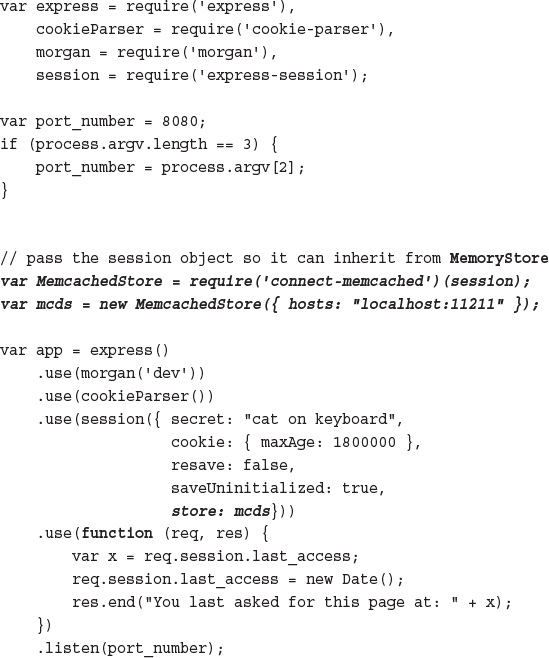 var express = require('express'),
    cookieParser = require('cookie-parser'),
    morgan = require('morgan'),
    session = require('express-session');
var port_number = 8080;
if (process.argv.length == 3) {
    port_number = process.argv[2];
}
// pass the session object so it can inherit from MemoryStore
var MemcachedStore = require('connect-memcached')(session);
var mcds = new MemcachedStore({ hosts: "localhost:11211" });
var app = express()
    .use(morgan('dev'))
    .use(cookieParser())
    .use(session({ secret: "cat on keyboard",
                   cookie: { maxAge: 1800000 },
                   resave: false,
                   saveUninitialized: true,
                   store: mcds}))
    .use(function (req, res) {
        var x = req.session.last_access;
        req.session.last_access = new Date();
        res.end("You last asked for this page at: " + x);
    })
    .listen(port_number);